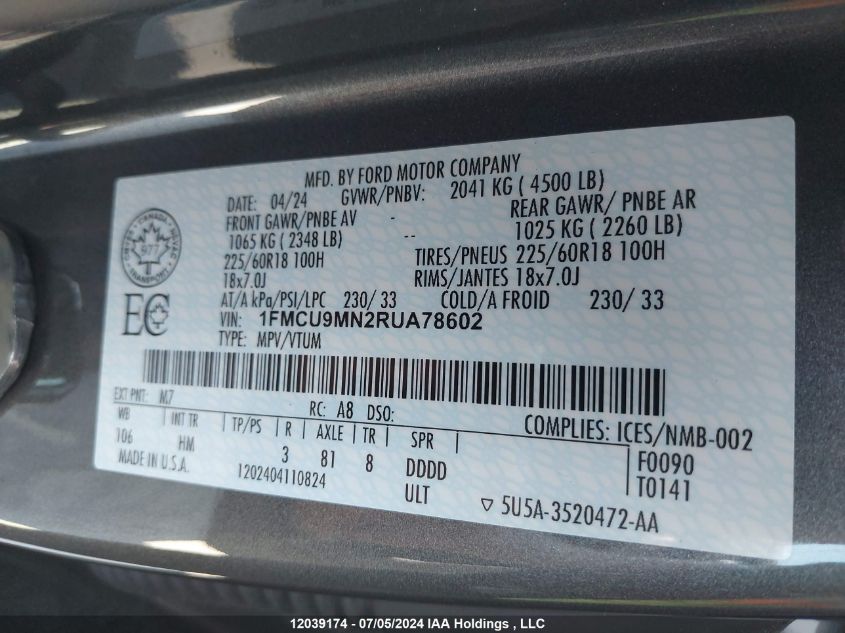 MFD. BY FORD MOTOR COMPANY
DATE: 04/24 GVWR/PNBV: 2041 KG ( 4500 LB)
FRONT GAWR/PNBE AV - REAR GAWR/ PNBE AR
1065 KG ( 2348 LB) -- 1025 KG ( 2260 LB)
225/60R18 100H TIRES/PNEUS 225/60R18 100H
18x7.0J RIMS/JANTES 18x7.0J
AT/A kPa/PSI/LPC 230/ 33 COLD/A FROID 230/ 33
VIN: 1FMCU9MN2RUA78602
TYPE: MPV/VTUM
CANADA
977
TRANSPORT
EC
EXT PNT: M7 RC: A8 DSO: COMPLIES: ICES/NMB-002
WB INT TR TP/PS R AXLE TR SPR F0090
106 HM 3 81 8 DDDD T0141
MADE IN U.S.A. 1202404110824 ULT ▽ 5U5A-3520472-AA
12039174 - 07/05/2024 IAA Holdings , LLC